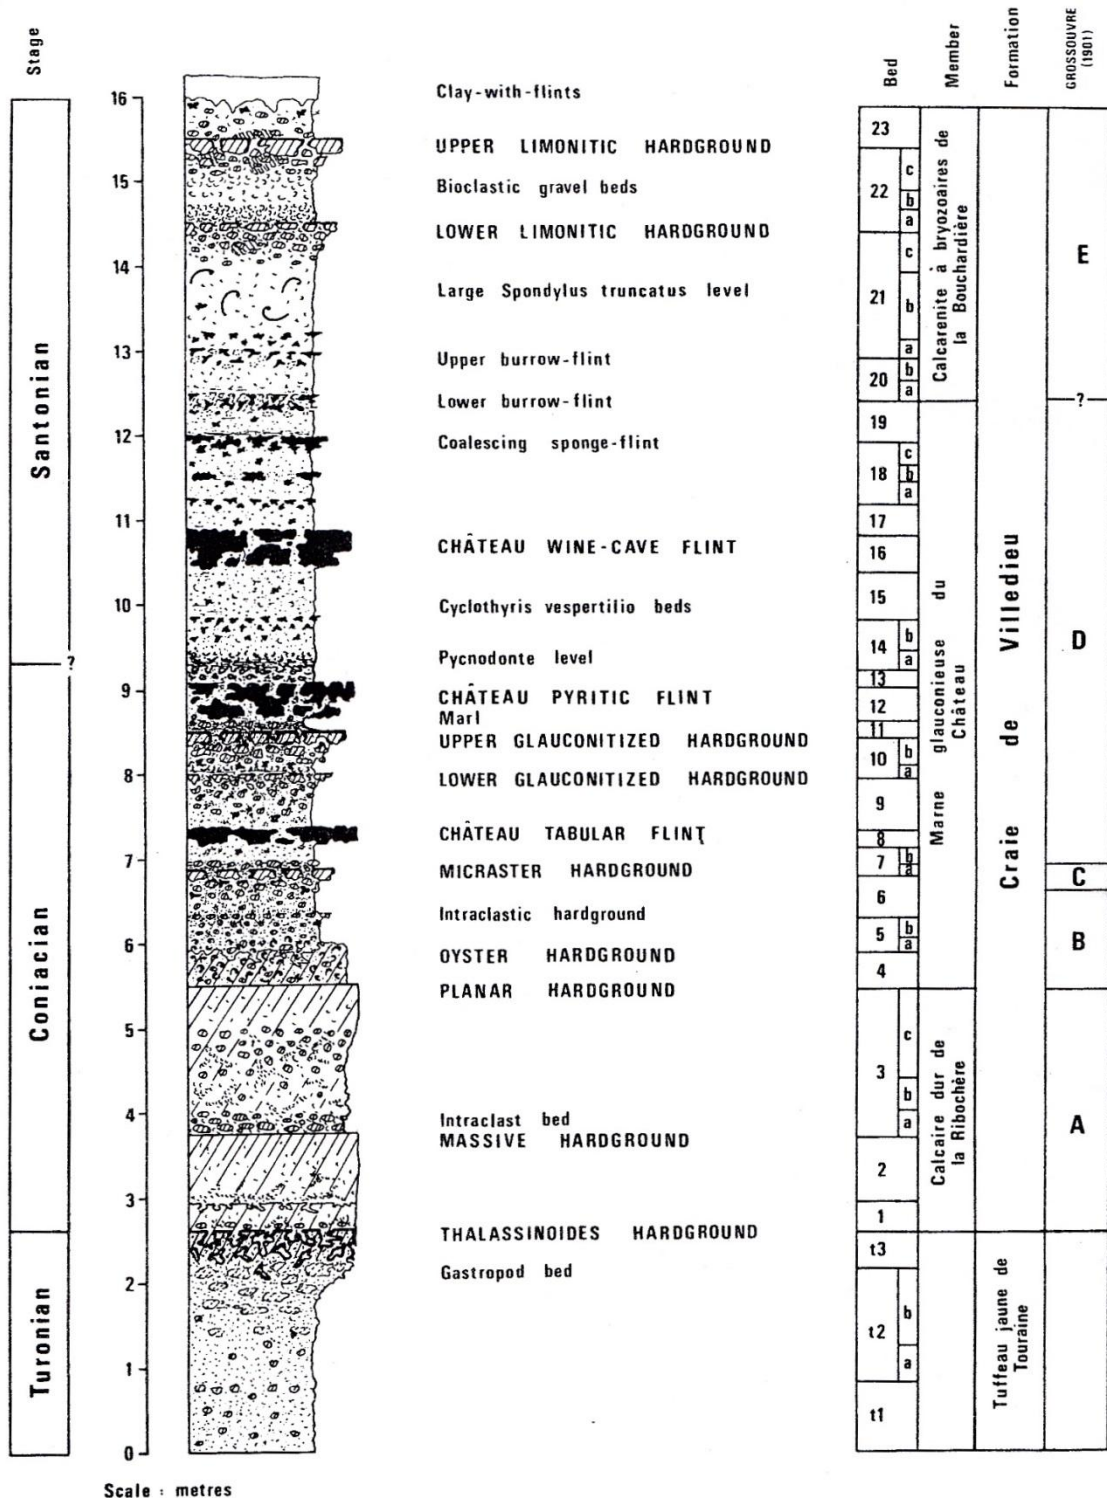 Stage
Bed
Member
Formation
GROSSOUVRE
(1901)
Santonian
?
Coniacian
Turonian
16
15
14
13
12
11
10
9
8
7
6
5
4
3
2
1
0
Scale : metres
Clay-with-flints
UPPER LIMONITIC HARDGROUND
Bioclastic gravel beds
LOWER LIMONITIC HARDGROUND
Large Spondylus truncatus level
Upper burrow-flint
Lower burrow-flint
Coalescing sponge-flint
CHÂTEAU WINE-CAVE FLINT
Cyclothyris vespertilio beds
Pycnodonte level
CHÂTEAU PYRITIC FLINT
Marl
UPPER GLAUCONITIZED HARDGROUND
LOWER GLAUCONITIZED HARDGROUND
CHÂTEAU TABULAR FLINT
MICRASTER HARDGROUND
Intraclastic hardground
OYSTER HARDGROUND
PLANAR HARDGROUND
Intraclast bed
MASSIVE HARDGROUND
THALASSINOIDES HARDGROUND
Gastropod bed
23
22
c
b
a
21
c
b
a
20
b
a
19
18
c
b
a
17
16
15
14
b
a
13
12
11
10
b
a
9
8
7
b
a
6
5
b
a
4
3
c
b
a
2
1
t3
t2
b
a
t1
Calcarenite à bryozoaires de
la Bouchardière
Marne glauconieuse du
Château
Calcaire dur de
la Ribochère
Craie de Villedieu
Tuffeau jaune de
Touraine
E
?
D
C
B
A